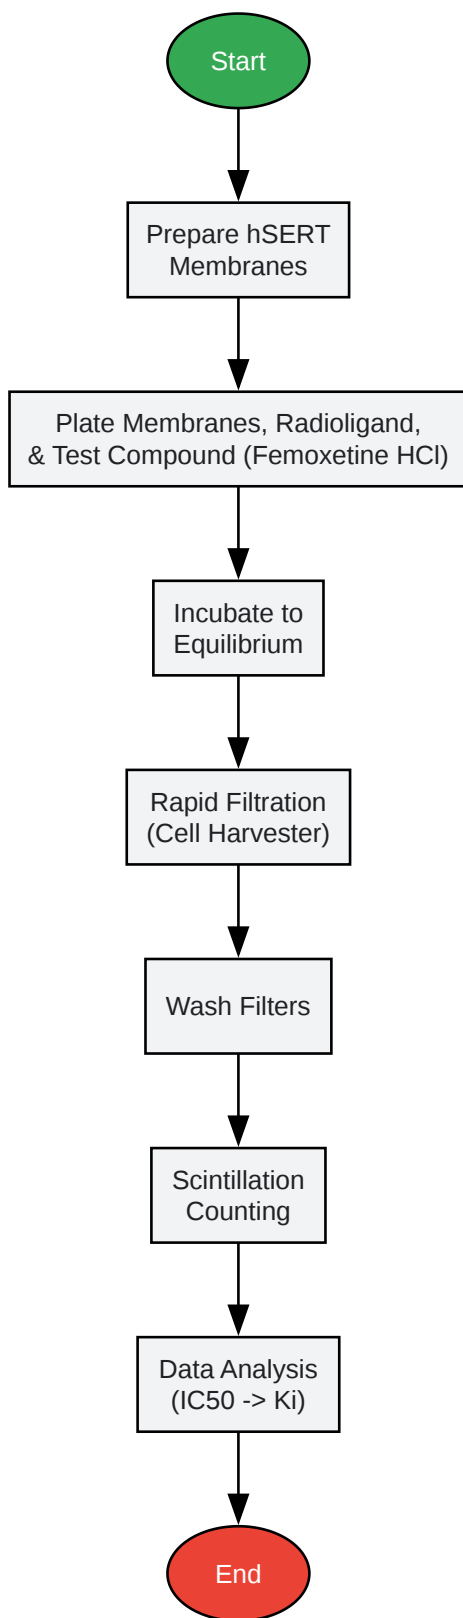 Start
Prepare hSERT
Membranes
Plate Membranes, Radioligand,
& Test Compound (Femoxetine HCl)
Incubate to
Equilibrium
Rapid Filtration
(Cell Harvester)
Wash Filters
Scintillation
Counting
Data Analysis
(IC50 -> Ki)
End